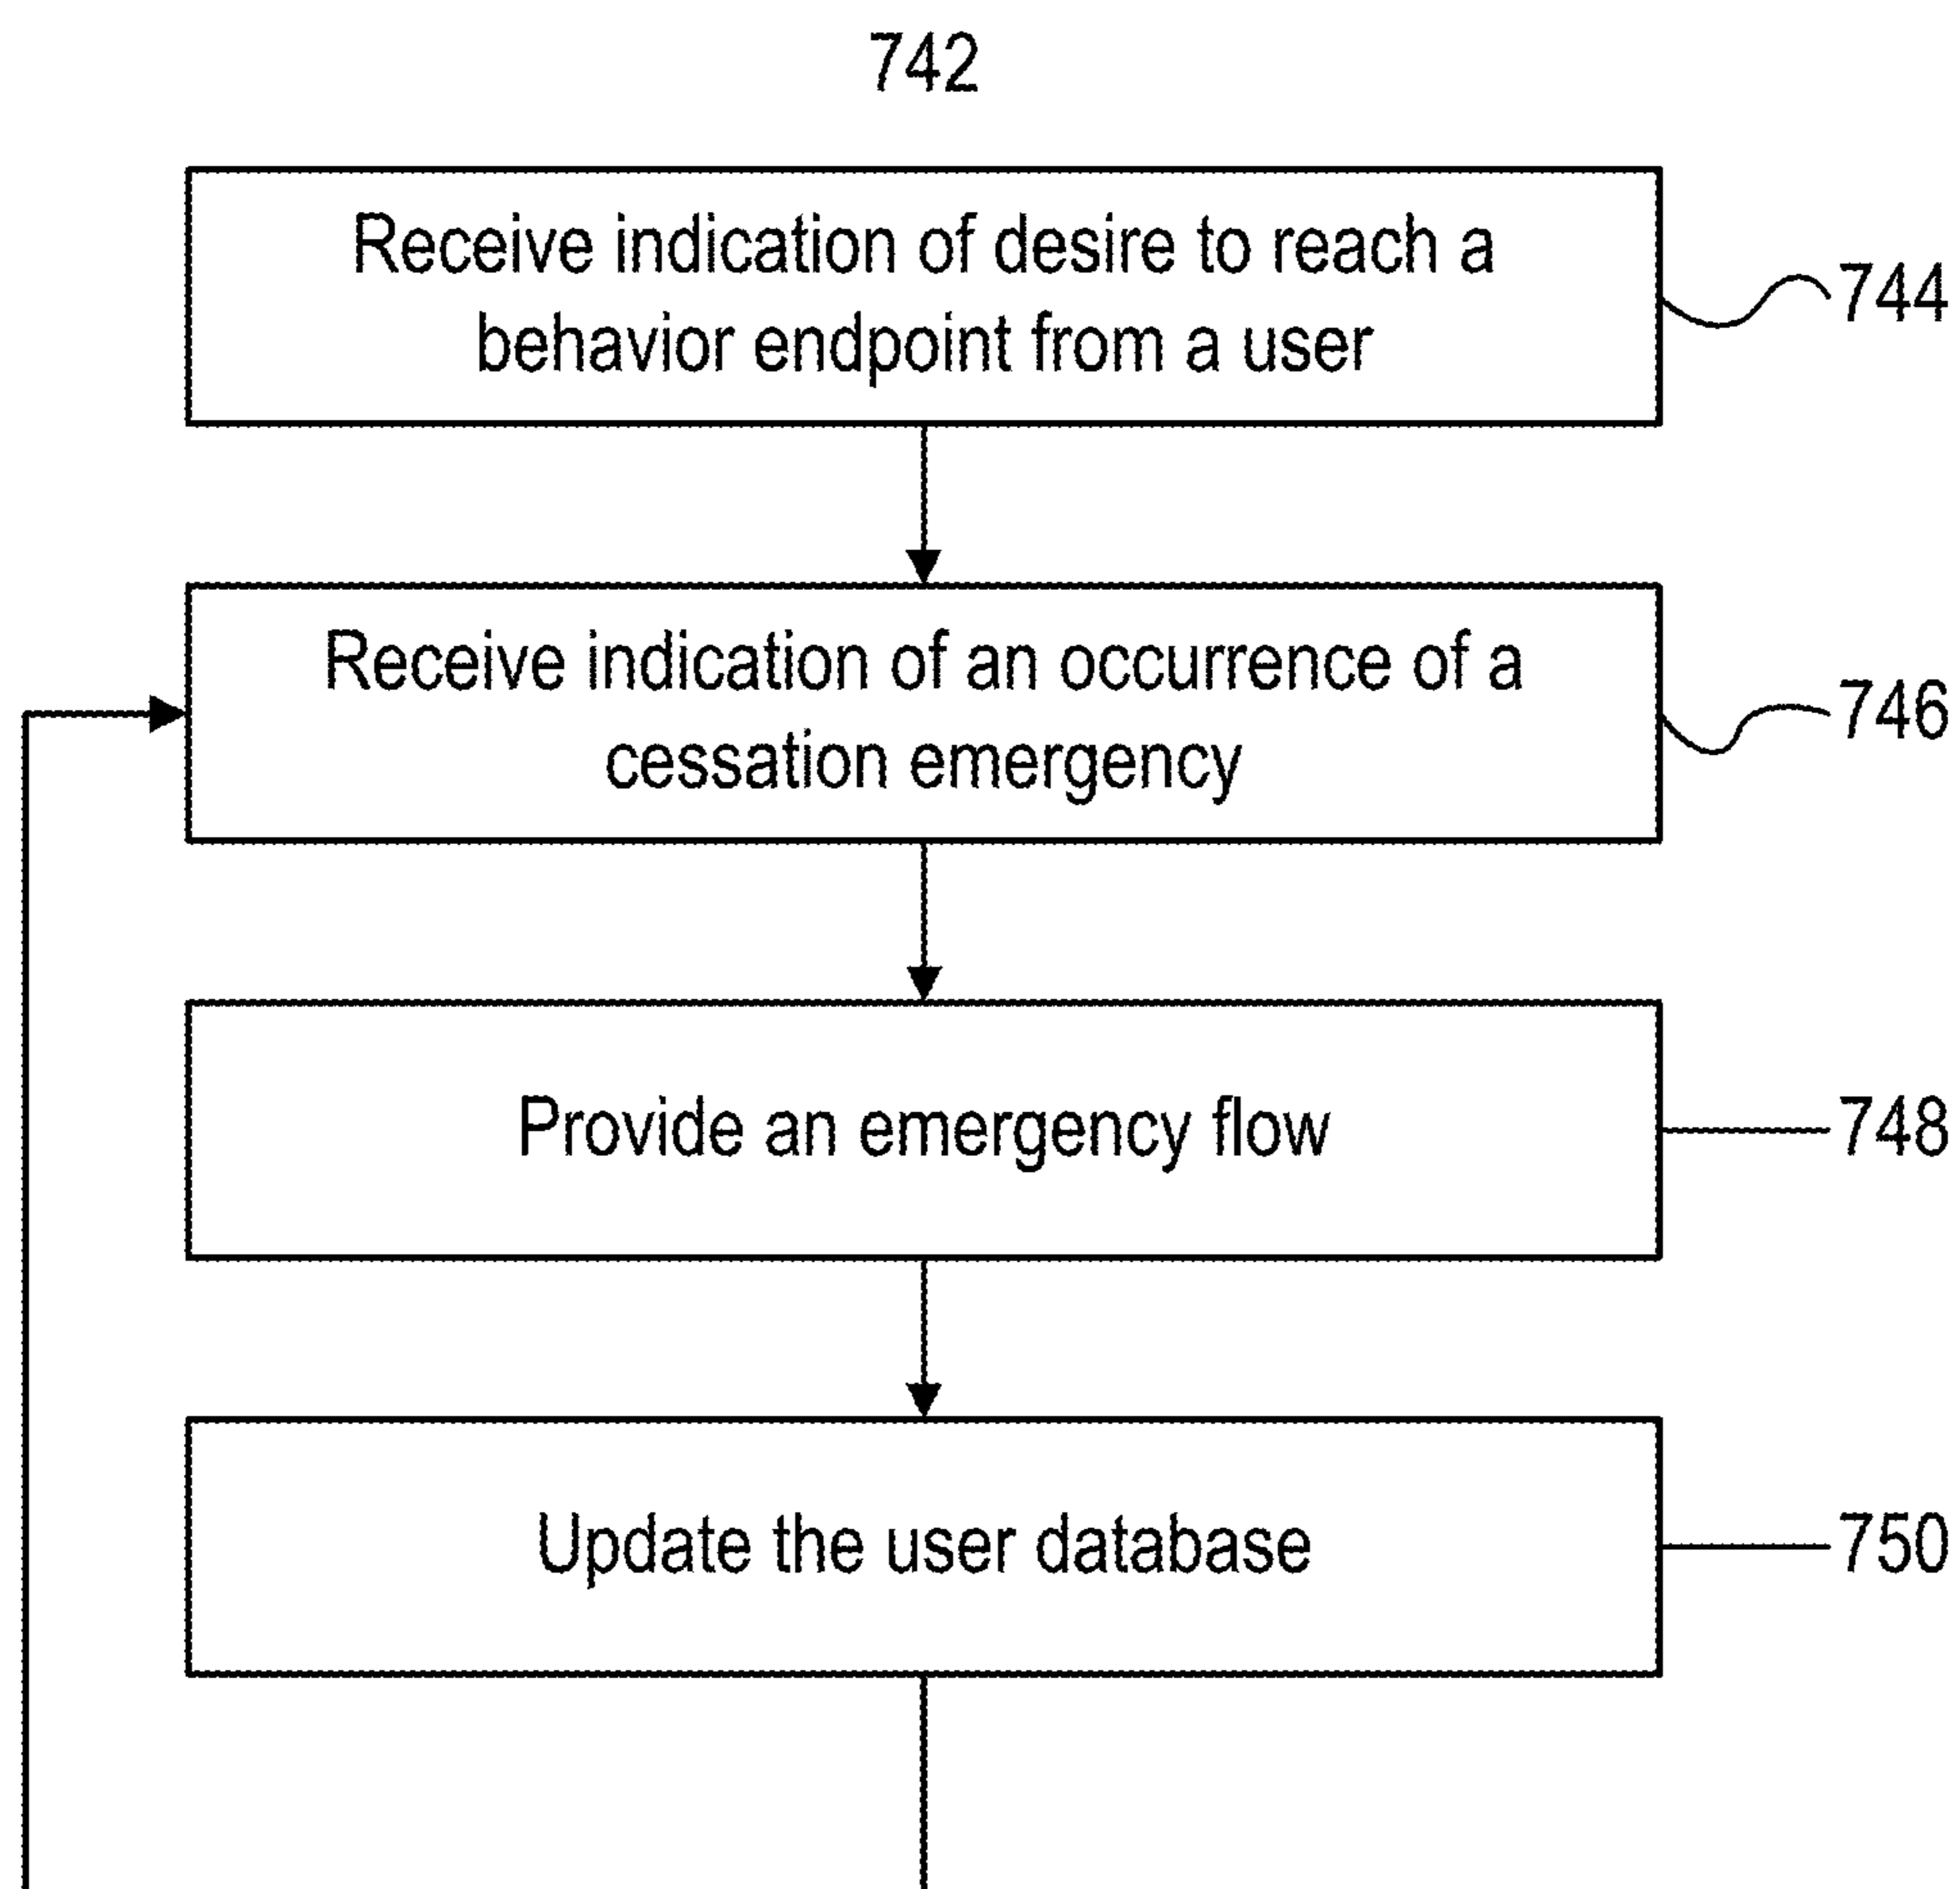 742
Receive indication of desire to reach a
behavior endpoint from a user
744
Receive indication of an occurrence of a
cessation emergency
746
Provide an emergency flow
748
Update the user database
750